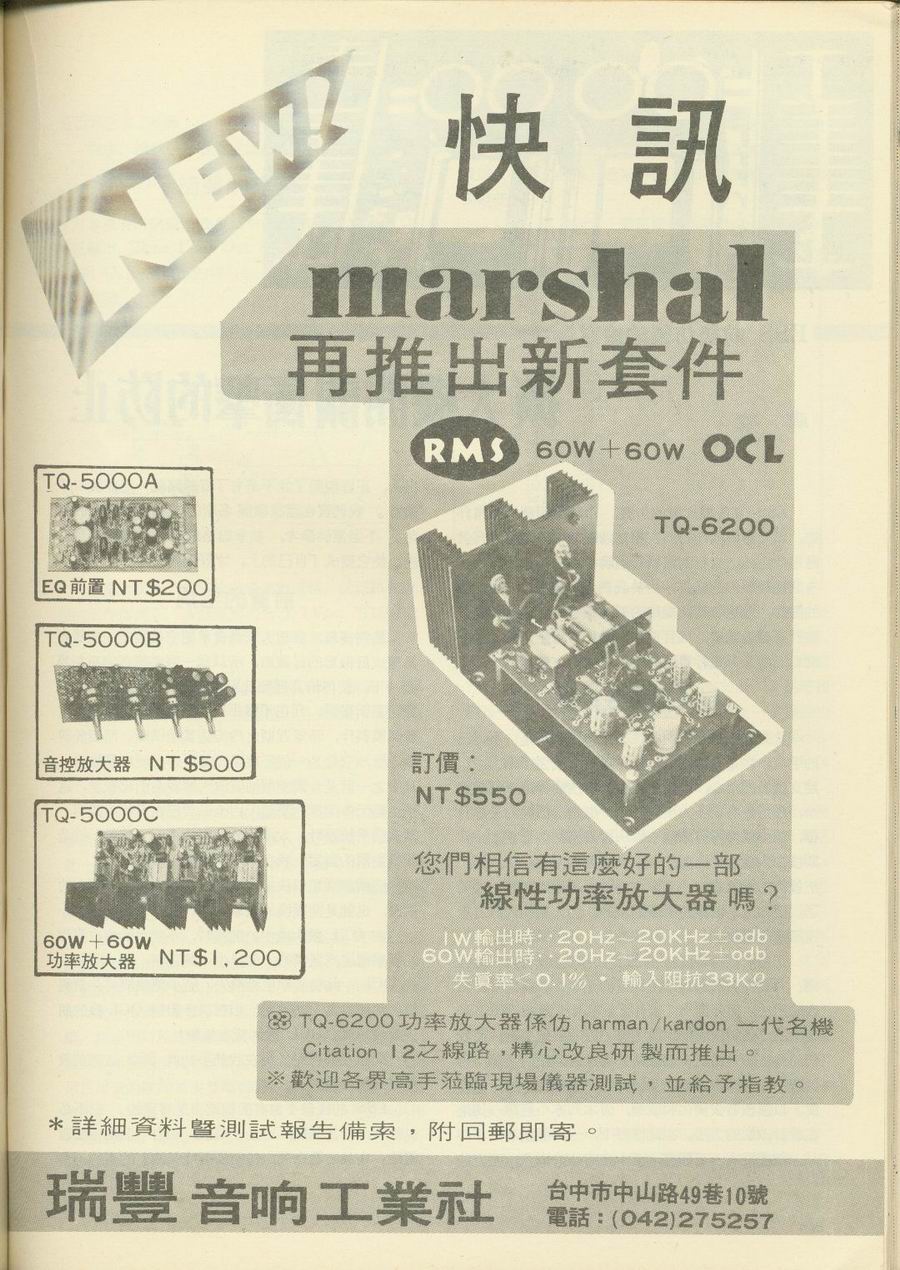 NEW!
快訊
marshal
再推出新套件
RMS 60W+60W OCL
TQ-6200
TQ-5000A
EQ前置 NT$200
TQ-5000B
音控放大器 NT$500
TQ-5000C
60W+60W
功率放大器 NT$1,200
訂價：
NT$550
您們相信有這麼好的一部
線性功率放大器嗎？
1W輸出時‥20Hz－20KHz±0db
60W輸出時‥20Hz－20KHz±0db
失真率<0.1%・輸入阻抗33KΩ
TQ-6200功率放大器係仿 harman/kardon 一代名機
Citation 12之線路，精心改良研製而推出。
※歡迎各界高手蒞臨現場儀器測試，並給予指教。
*詳細資料暨測試報告備索，附回郵即寄。
瑞豐音响工業社
台中市中山路49巷10號
電話：(042)275257